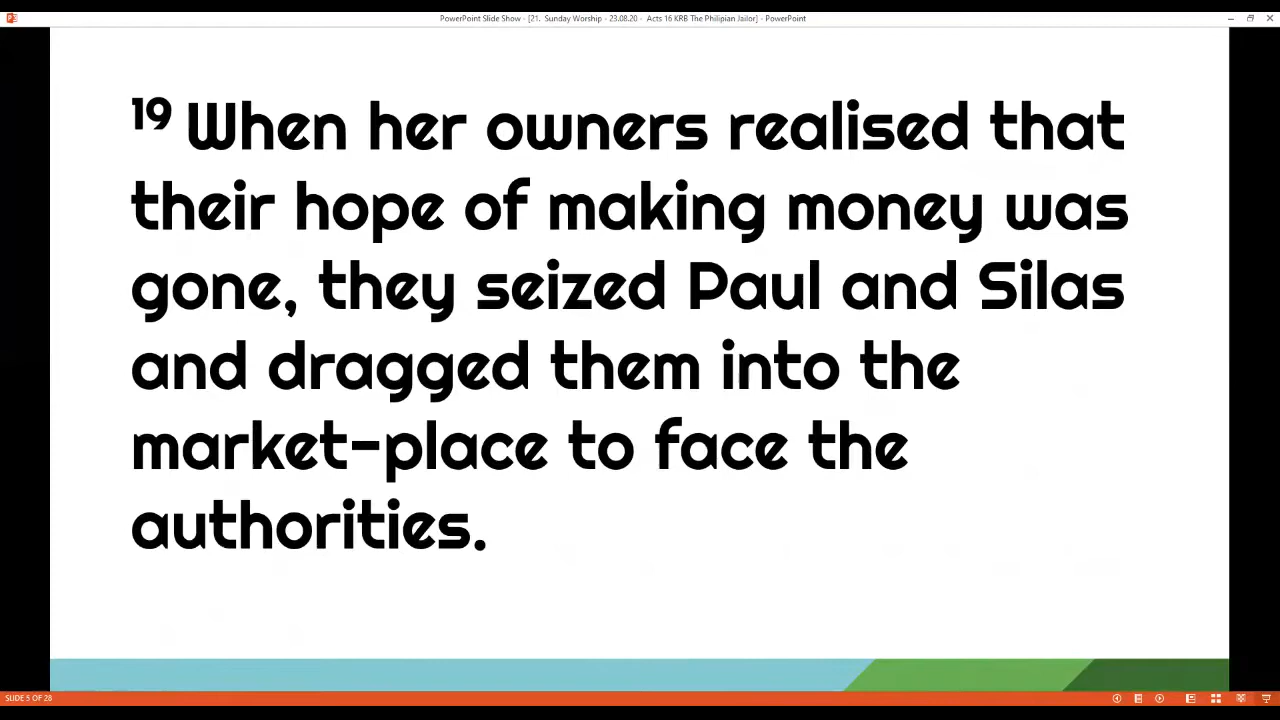 PowerPoint Slide Show - [21. Sunday Worship - 23.08.20 - Acts 16 KRB The Philipian Jailor] - PowerPoint
19 When her owners realised that
their hope of making money was
gone, they seized Paul and Silas
and dragged them into the
market-place to face the
authorities.
SLIDE 5 OF 28